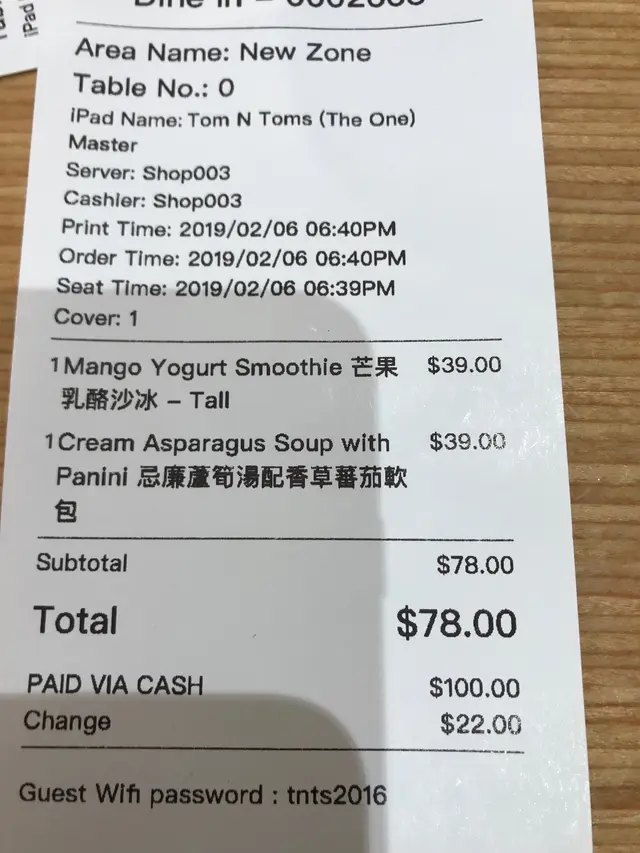 Dine In –
Area Name: New Zone
Table No.: 0
iPad Name: Tom N Toms (The One)
Master
Server: Shop003
Cashier: Shop003
Print Time: 2019/02/06 06:40PM
Order Time: 2019/02/06 06:40PM
Seat Time: 2019/02/06 06:39PM
Cover: 1
1 Mango Yogurt Smoothie 芒果 $39.00
乳酪沙冰 – Tall
1 Cream Asparagus Soup with $39.00
Panini 忌廉蘆筍湯配香草蕃茄軟
包
Subtotal $78.00
Total $78.00
PAID VIA CASH $100.00
Change $22.00
Guest Wifi password : tnts2016
iPad